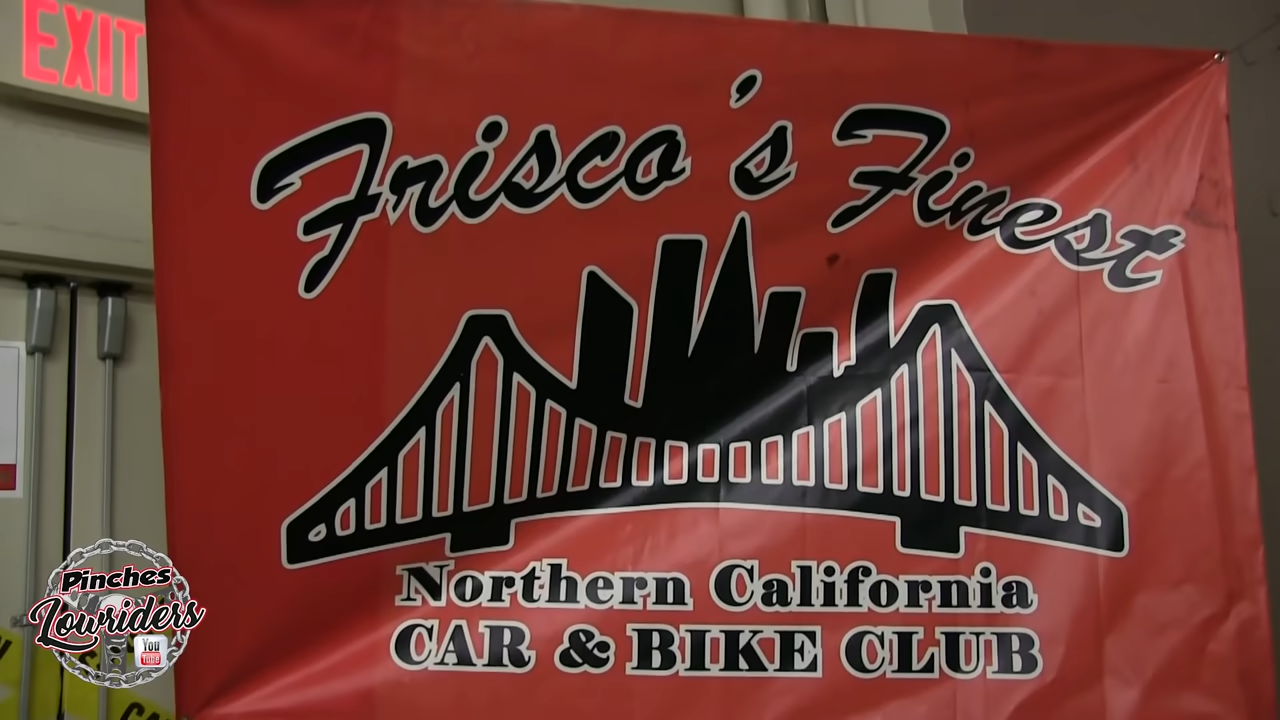 EXIT
Frisco's Finest
Northern California
CAR & BIKE CLUB
Pinches
Lowriders
You
Tube